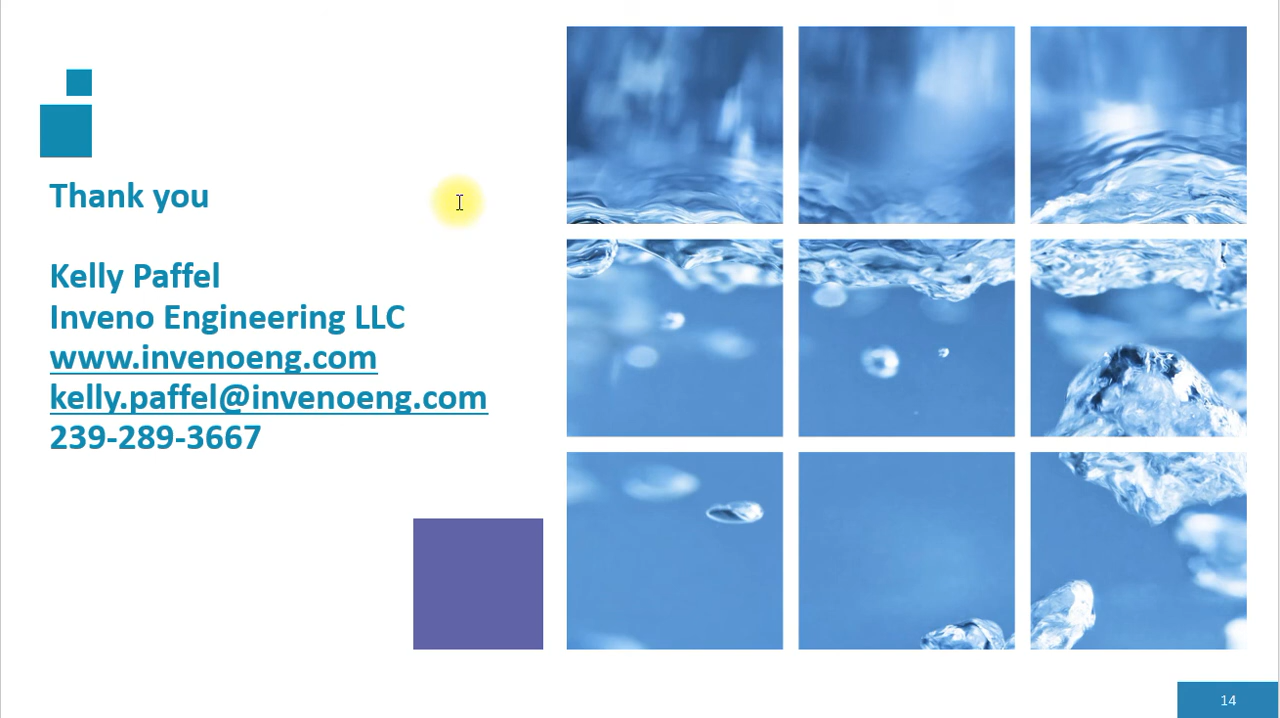 Thank you
Kelly Paffel
Inveno Engineering LLC
www.invenoeng.com
kelly.paffel@invenoeng.com
239-289-3667
14